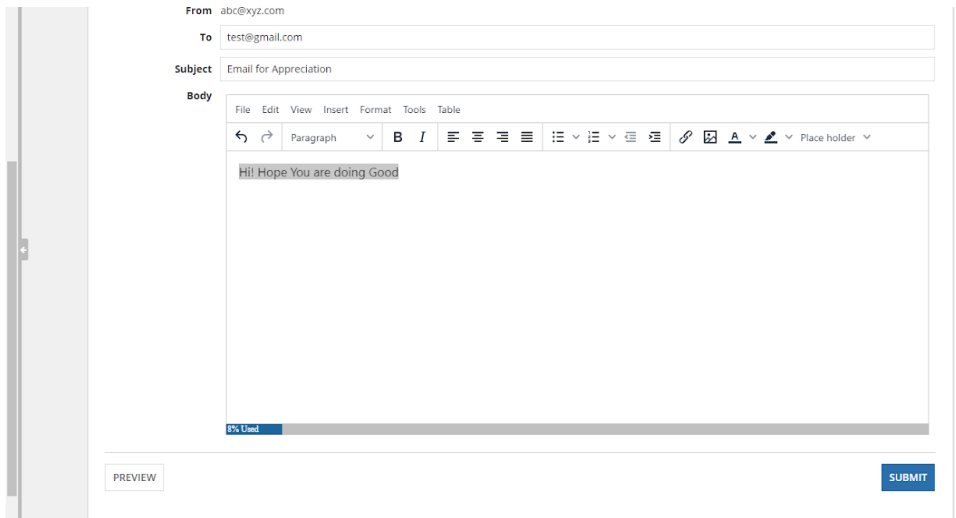 From abc@xyz.com
To test@gmail.com
Subject Email for Appreciation
Body
File Edit View Insert Format Tools Table
Paragraph B I A Place holder
Hi! Hope You are doing Good
8% Used
PREVIEW SUBMIT